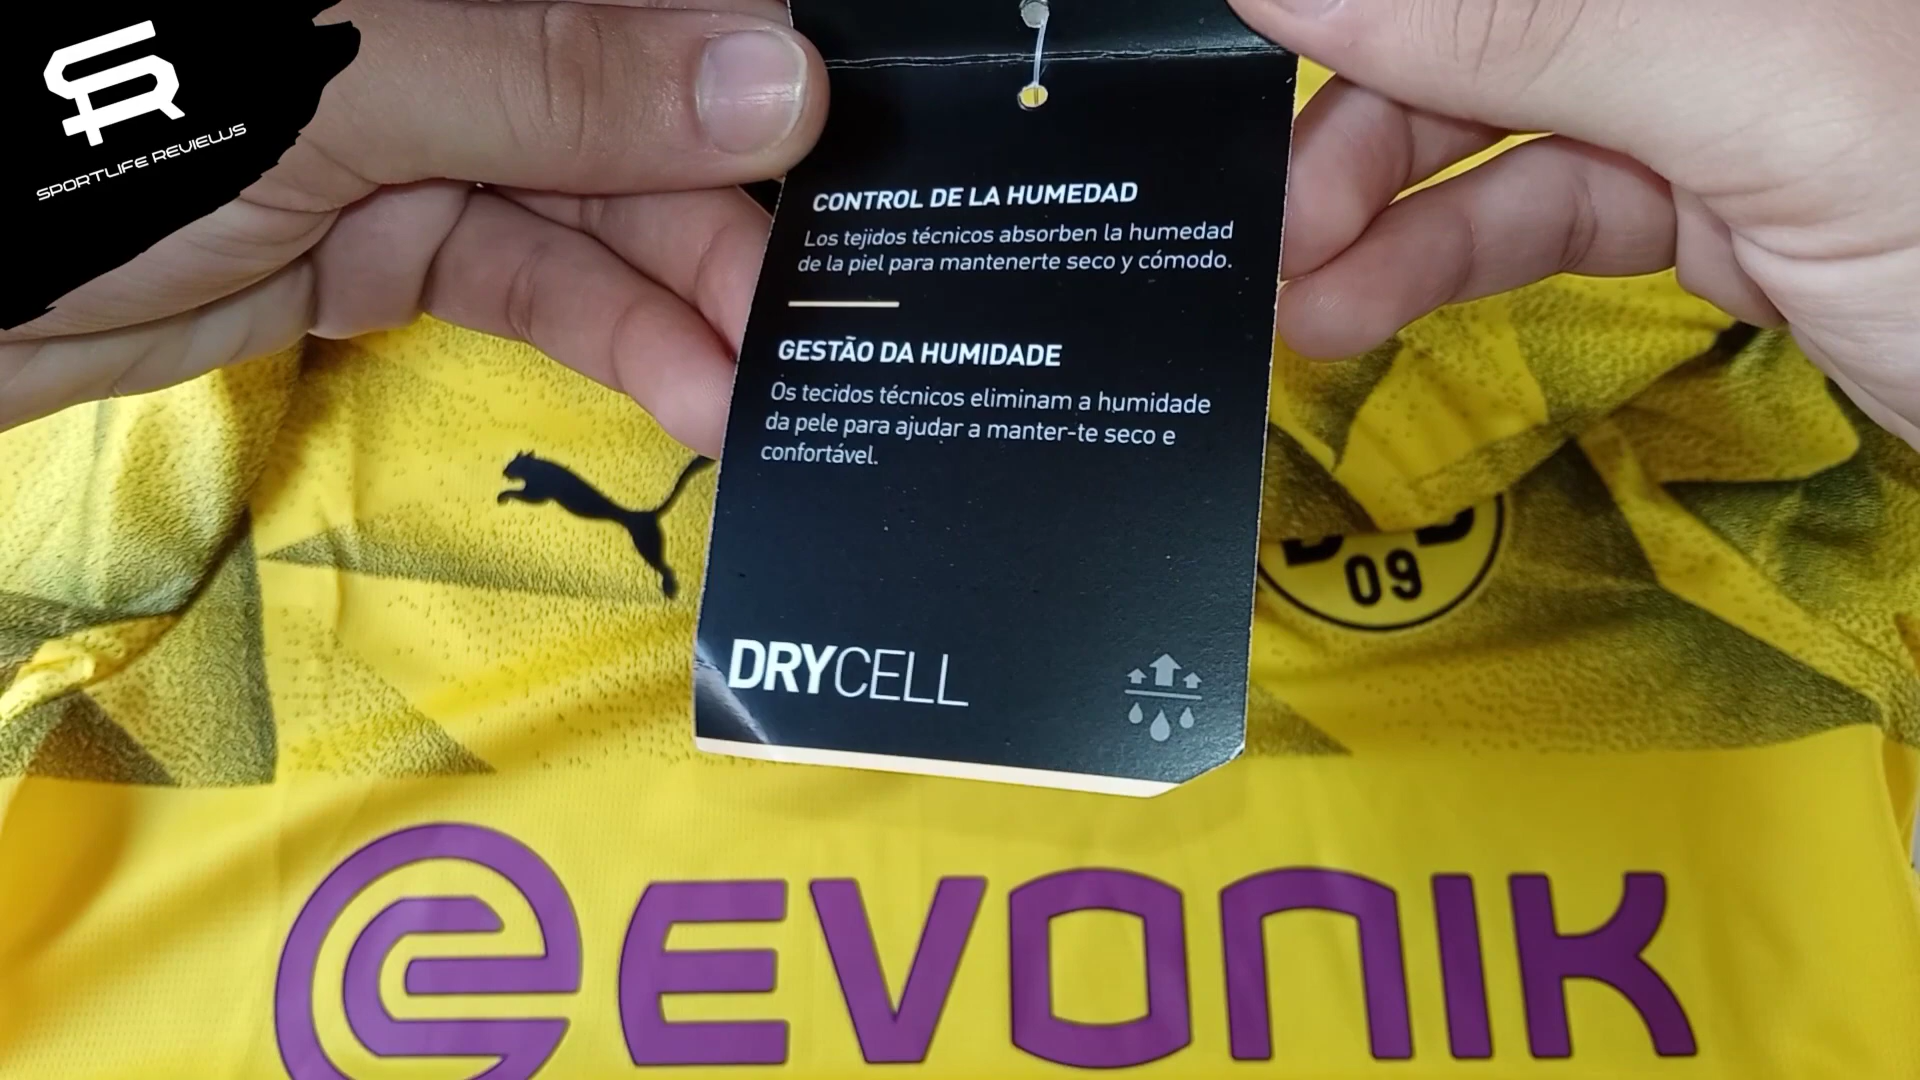 SPORTLIFE REVIEWS
CONTROL DE LA HUMEDAD
Los tejidos técnicos absorben la humedad
de la piel para mantenerte seco y cómodo.
GESTÃO DA HUMIDADE
Os tecidos técnicos eliminam a humidade
da pele para ajudar a manter-te seco e
confortável.
09
DRYCELL
EVONIK